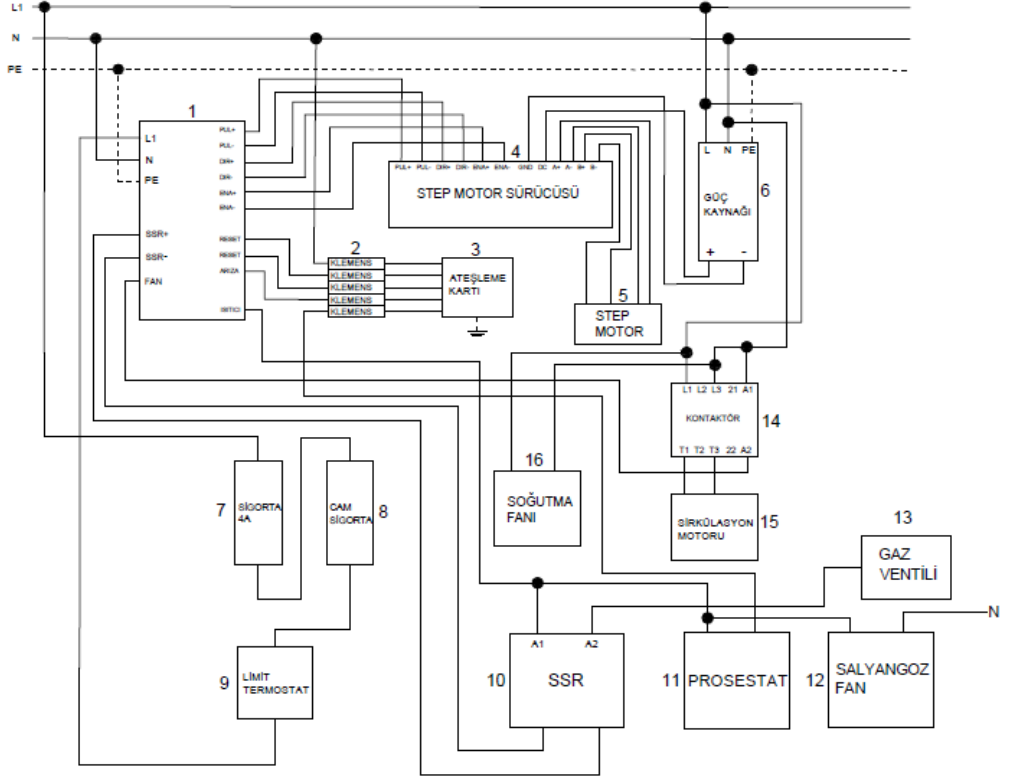 L1
N
PE
1
L1
N
PE
SSR+
SSR-
FAN
PUL+
PUL-
DIR+
DIR-
ENA+
ENA-
RESET
RESET
ARIZA
ISITICI
4
PUL+ PUL- DIR+ DIR- ENA+ ENA- GND DC A+ A- B+ B-
STEP MOTOR SÜRÜCÜSÜ
L N PE
GÜÇ
KAYNAĞI
+ -
6
2
KLEMENS
KLEMENS
KLEMENS
KLEMENS
KLEMENS
3
ATEŞLEME
KARTI
5
STEP
MOTOR
L1 L2 L3 21 A1
KONTAKTÖR
T1 T2 T3 22 A2
14
7
SİGORTA
4A
CAM
SİGORTA
8
16
SOĞUTMA
FANI
SİRKÜLASYON
MOTORU
15
13
GAZ
VENTİLİ
N
9
LİMİT
TERMOSTAT
A1 A2
10
SSR
11
PROSESTAT
12
SALYANGOZ
FAN